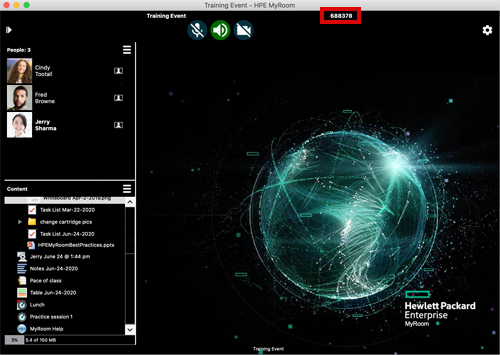 Training Event - HPE MyRoom
Training Event
688378
People: 3
Cindy
Tootall
Fred
Browne
Jerry
Sharma
Content
Whiteboard Apr-2-2019.png
Task List Mar-22-2020
change cartridge pics
Task List Jun-24-2020
HPEMyRoomBestPractices.pptx
Jerry June 24 @ 1:44 pm
Notes Jun-24-2020
Pace of class
Table Jun-24-2020
Lunch
Practice session 1
MyRoom Help
3%
5.4 of 150 MB
Hewlett Packard
Enterprise
MyRoom
Training Event